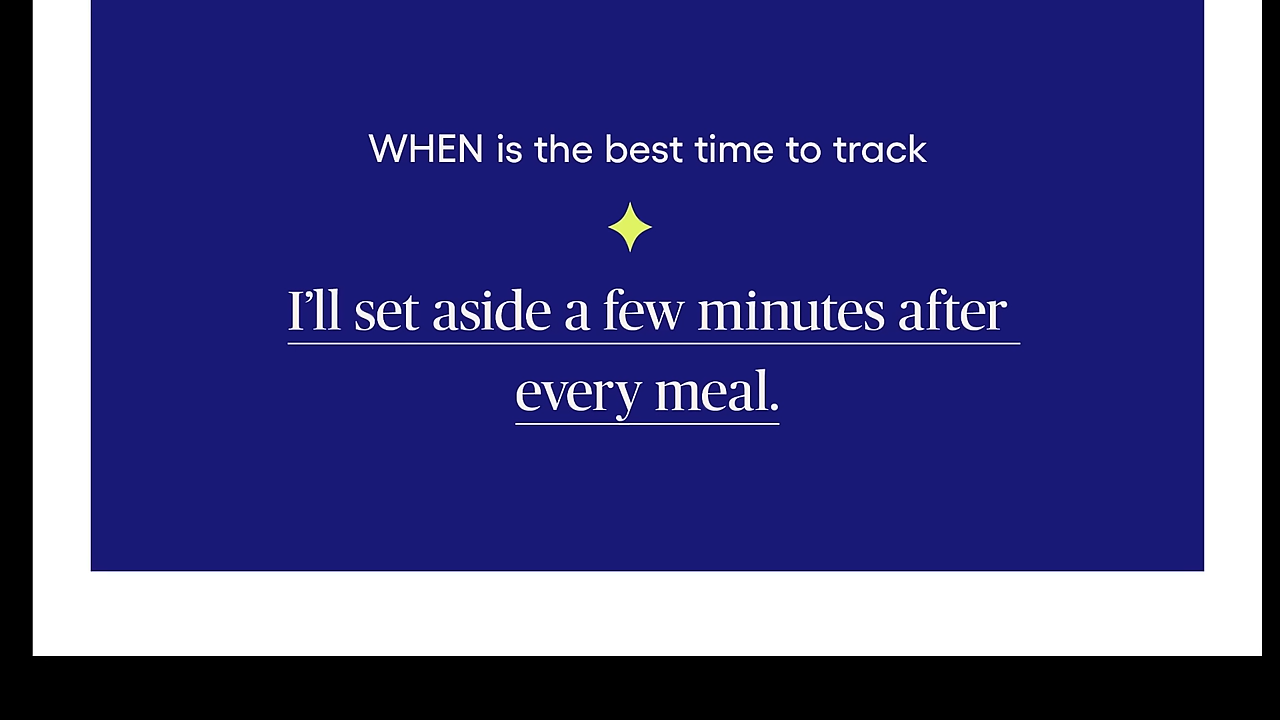 WHEN is the best time to track
I’ll set aside a few minutes after
every meal.